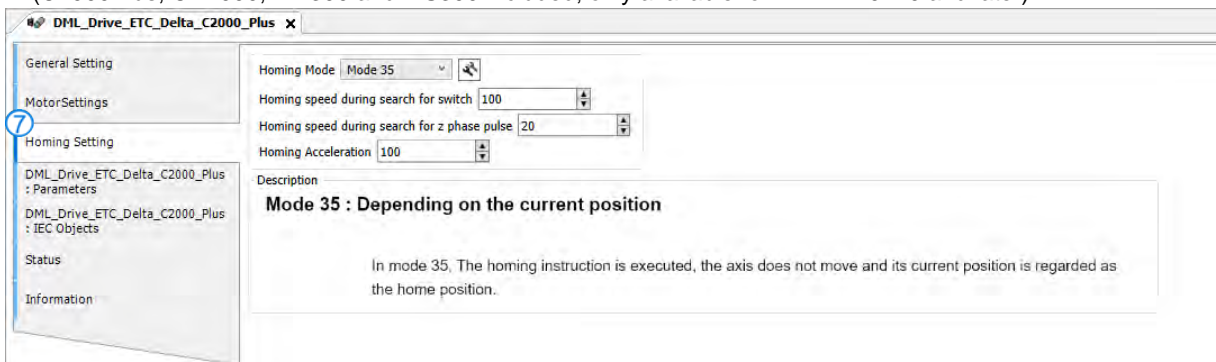 DML_Drive_ETC_Delta_C2000_Plus X
General Setting
MotorSettings
7
Homing Setting
DML_Drive_ETC_Delta_C2000_Plus
: Parameters
DML_Drive_ETC_Delta_C2000_Plus
: IEC Objects
Status
Information
Homing Mode Mode 35
Homing speed during search for switch 100
Homing speed during search for z phase pulse 20
Homing Acceleration 100
Description
Mode 35 : Depending on the current position
In mode 35, The homing instruction is executed, the axis does not move and its current position is regarded as
the home position.